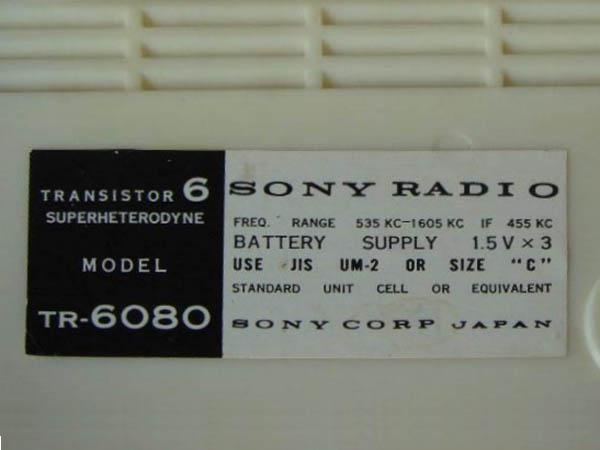 TRANSISTOR 6
SUPERHETERODYNE
MODEL
TR-6080
SONY RADIO
FREQ. RANGE 535 KC-1605 KC IF 455 KC
BATTERY SUPPLY 1.5 V × 3
USE JIS UM-2 OR SIZE "C"
STANDARD UNIT CELL OR EQUIVALENT
SONY CORP JAPAN